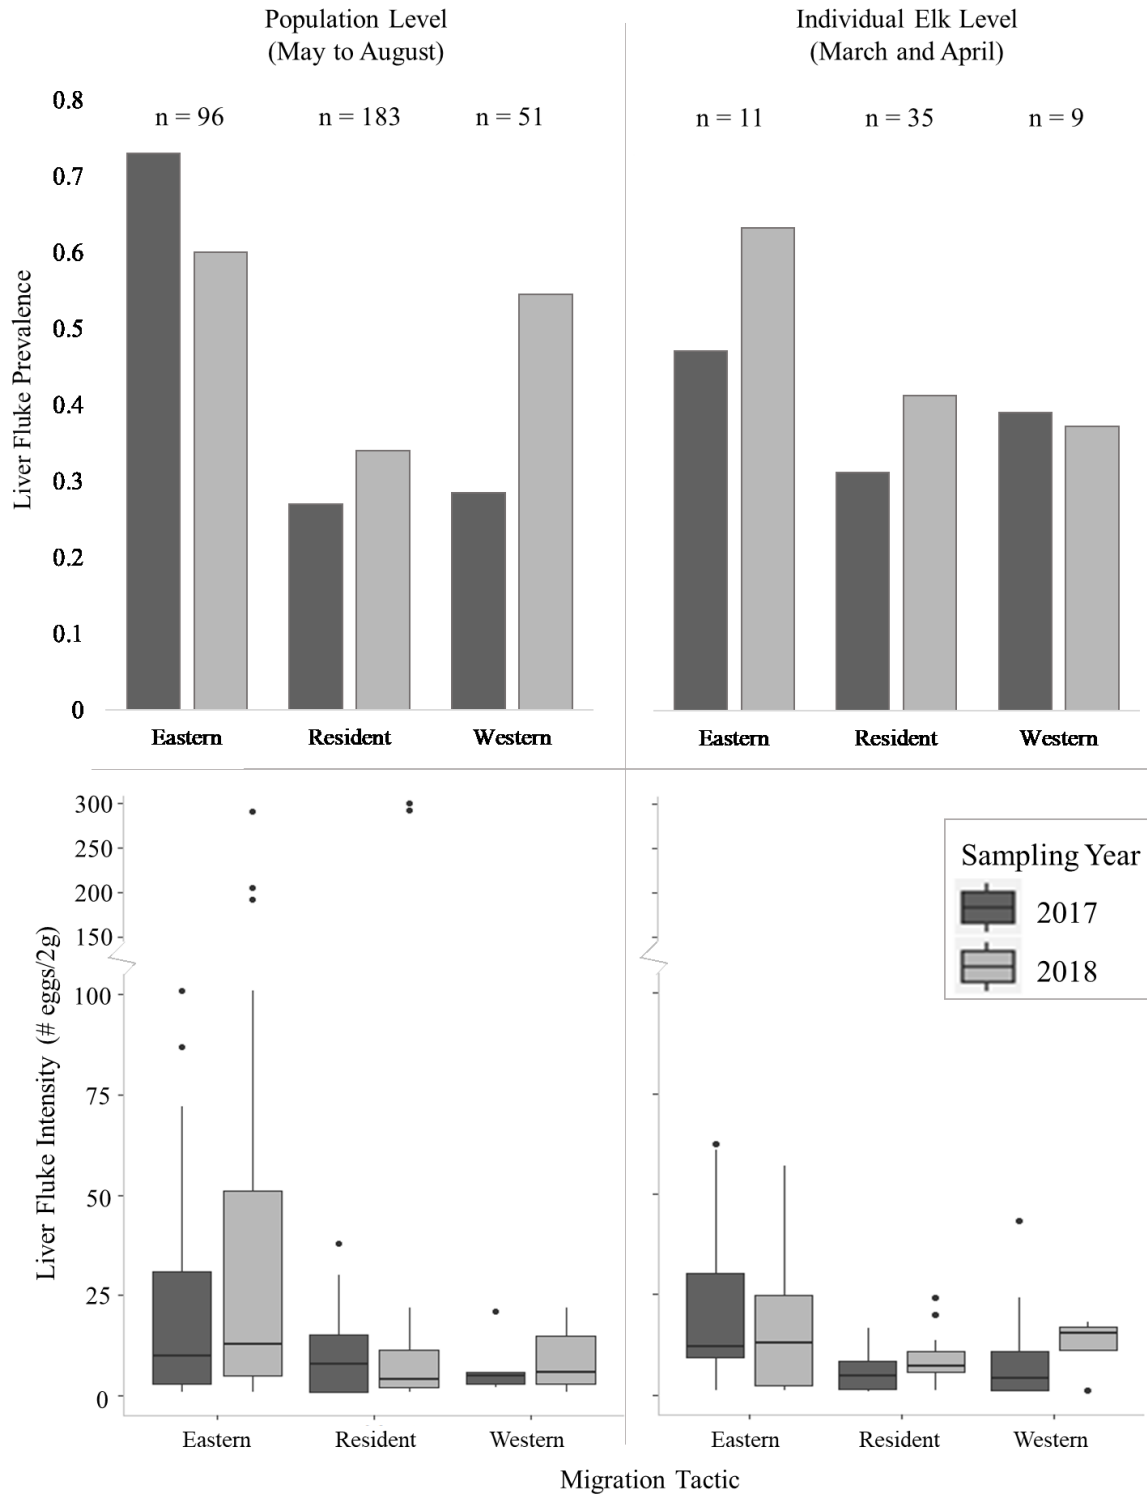 Population Level
(May to August)
Individual Elk Level
(March and April)
n = 96
n = 183
n = 51
n = 11
n = 35
n = 9
Liver Fluke Prevalence
0.8
0.7
0.6
0.5
0.4
0.3
0.2
0.1
0
Eastern
Resident
Western
Eastern
Resident
Western
Liver Fluke Intensity (# eggs/2g)
300
250
200
150
100
75
50
25
0
Sampling Year
2017
2018
Eastern
Resident
Western
Eastern
Resident
Western
Migration Tactic